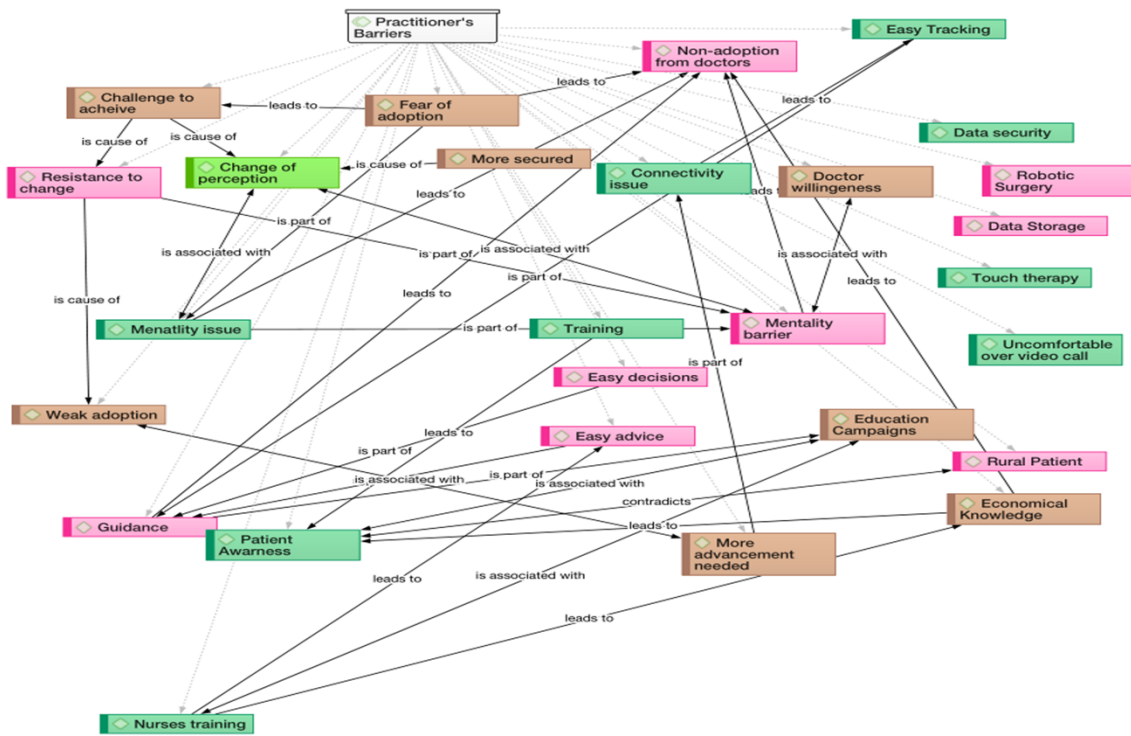 Practitioner's
Barriers
Easy Tracking
Non-adoption
from doctors
leads to
Challenge to
acheive
leads to
Fear of
adoption
leads to
Data security
is cause of
is cause of
More secured
Change of
perception
is cause of
Resistance to
change
Connectivity
issue
Doctor
willingeness
Robotic
Surgery
leads to
leads to
is part of
Data Storage
is associated with
is part of
is associated with
is associated with
is part of
Touch therapy
leads to
leads to
is cause of
Menatlity issue
is part of
Training
Mentality
barrier
Uncomfortable
over video call
is part of
Easy decisions
Weak adoption
Education
Campaigns
leads to
Easy advice
is part of
Rural Patient
is part of
is associated with
is associated with
contradicts
Economical
Knowledge
Guidance
leads to
Patient
Awarness
More
advancement
needed
leads to
is associated with
leads to
Nurses training